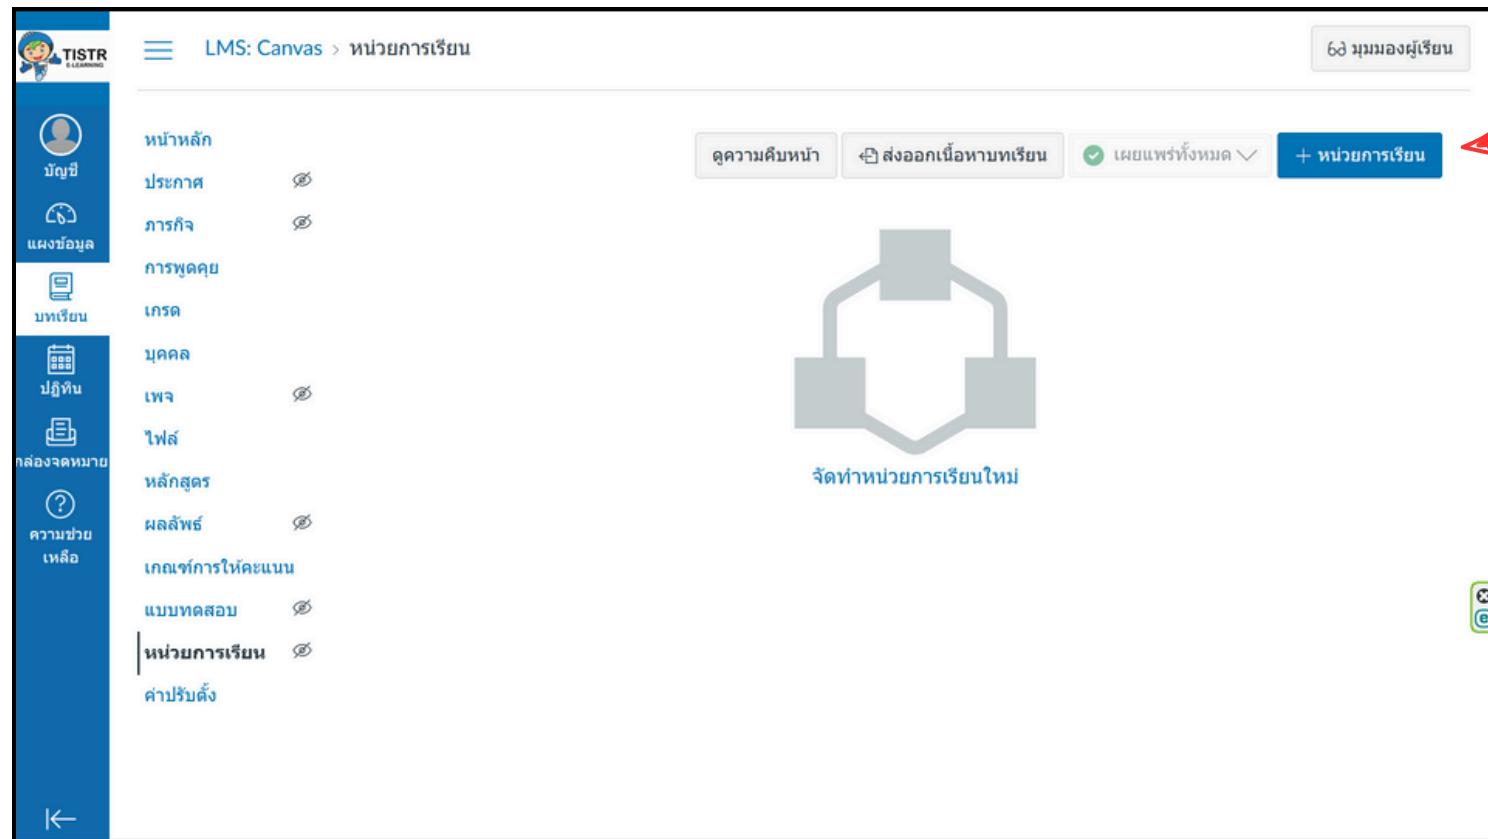 TISTR
E-LEARNING
LMS: Canvas › หน่วยการเรียน
มุมมองผู้เรียน
บัญชี
แผงข้อมูล
บทเรียน
ปฏิทิน
กล่องจดหมาย
ความช่วย
เหลือ
หน้าหลัก
ประกาศ
ภารกิจ
การพูดคุย
เกรด
บุคคล
เพจ
ไฟล์
หลักสูตร
ผลลัพธ์
เกณฑ์การให้คะแนน
แบบทดสอบ
หน่วยการเรียน
ค่าปรับตั้ง
ดูความคืบหน้า
ส่งออกเนื้อหาบทเรียน
เผยแพร่ทั้งหมด
+ หน่วยการเรียน
จัดทำหน่วยการเรียนใหม่